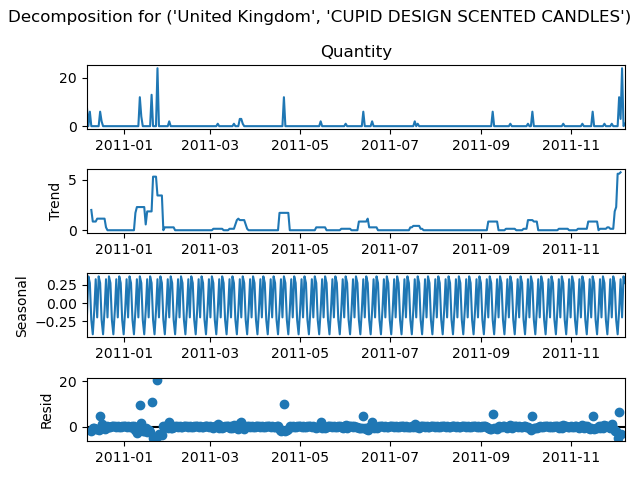 Decomposition for ('United Kingdom', 'CUPID DESIGN SCENTED CANDLES')
Quantity
20
0
2011-01 2011-03 2011-05 2011-07 2011-09 2011-11
Trend
5
0
2011-01 2011-03 2011-05 2011-07 2011-09 2011-11
Seasonal
0.25
0.00
−0.25
2011-01 2011-03 2011-05 2011-07 2011-09 2011-11
Resid
20
0
2011-01 2011-03 2011-05 2011-07 2011-09 2011-11